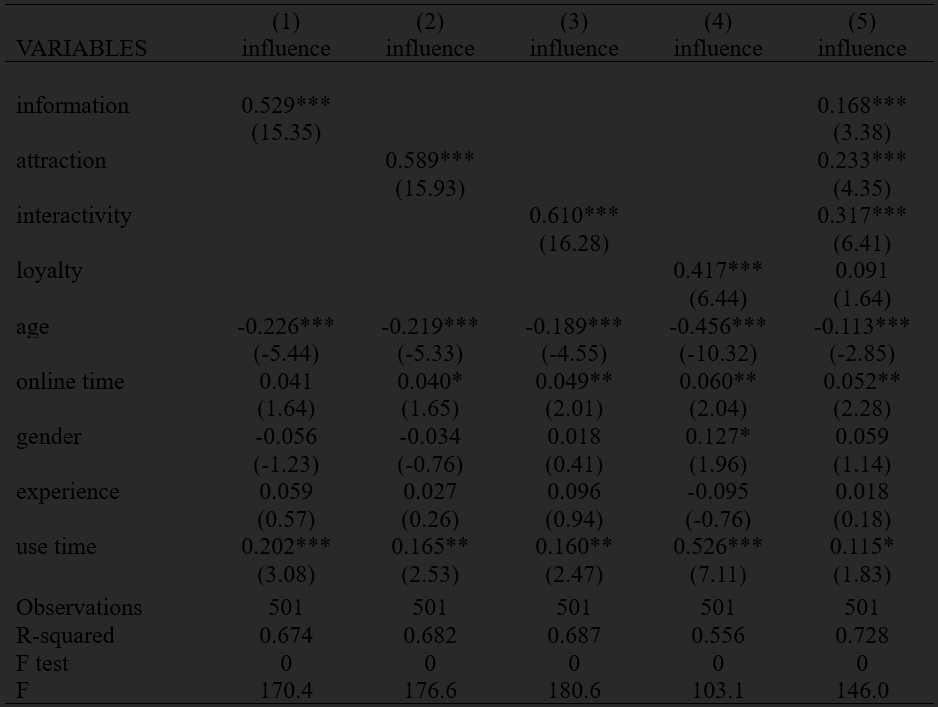 (1) (2) (3) (4) (5)
VARIABLES influence influence influence influence influence
information 0.529*** 0.168***
(15.35) (3.38)
attraction 0.589*** 0.233***
(15.93) (4.35)
interactivity 0.610*** 0.317***
(16.28) (6.41)
loyalty 0.417*** 0.091
(6.44) (1.64)
age -0.226*** -0.219*** -0.189*** -0.456*** -0.113***
(-5.44) (-5.33) (-4.55) (-10.32) (-2.85)
online time 0.041 0.040* 0.049** 0.060** 0.052**
(1.64) (1.65) (2.01) (2.04) (2.28)
gender -0.056 -0.034 0.018 0.127* 0.059
(-1.23) (-0.76) (0.41) (1.96) (1.14)
experience 0.059 0.027 0.096 -0.095 0.018
(0.57) (0.26) (0.94) (-0.76) (0.18)
use time 0.202*** 0.165** 0.160** 0.526*** 0.115*
(3.08) (2.53) (2.47) (7.11) (1.83)
Observations 501 501 501 501 501
R-squared 0.674 0.682 0.687 0.556 0.728
F test 0 0 0 0 0
F 170.4 176.6 180.6 103.1 146.0